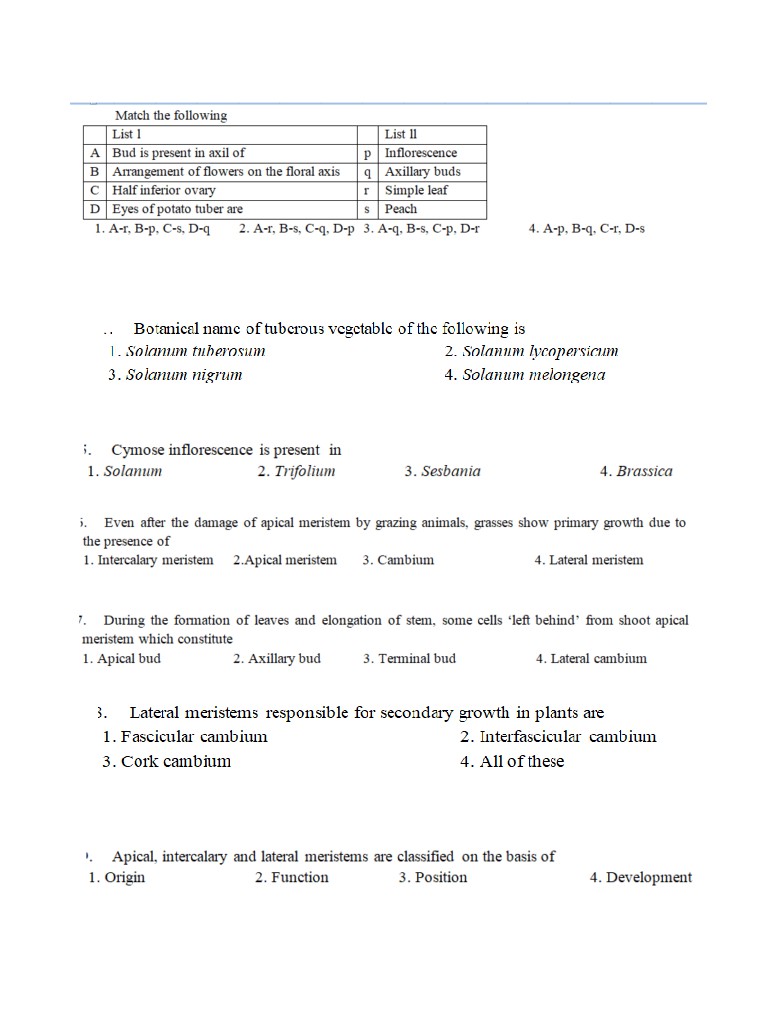 Match the following
List I List II
A Bud is present in axil of p Inflorescence
B Arrangement of flowers on the floral axis q Axillary buds
C Half inferior ovary r Simple leaf
D Eyes of potato tuber are s Peach
1. A-r, B-p, C-s, D-q 2. A-r, B-s, C-q, D-p 3. A-q, B-s, C-p, D-r 4. A-p, B-q, C-r, D-s
Botanical name of tuberous vegetable of the following is
1. Solanum tuberosum 2. Solanum lycopersicum
3. Solanum nigrum 4. Solanum melongena
Cymose inflorescence is present in
1. Solanum 2. Trifolium 3. Sesbania 4. Brassica
Even after the damage of apical meristem by grazing animals, grasses show primary growth due to
the presence of
1. Intercalary meristem 2.Apical meristem 3. Cambium 4. Lateral meristem
7. During the formation of leaves and elongation of stem, some cells ‘left behind’ from shoot apical
meristem which constitute
1. Apical bud 2. Axillary bud 3. Terminal bud 4. Lateral cambium
Lateral meristems responsible for secondary growth in plants are
1. Fascicular cambium 2. Interfascicular cambium
3. Cork cambium 4. All of these
Apical, intercalary and lateral meristems are classified on the basis of
1. Origin 2. Function 3. Position 4. Development